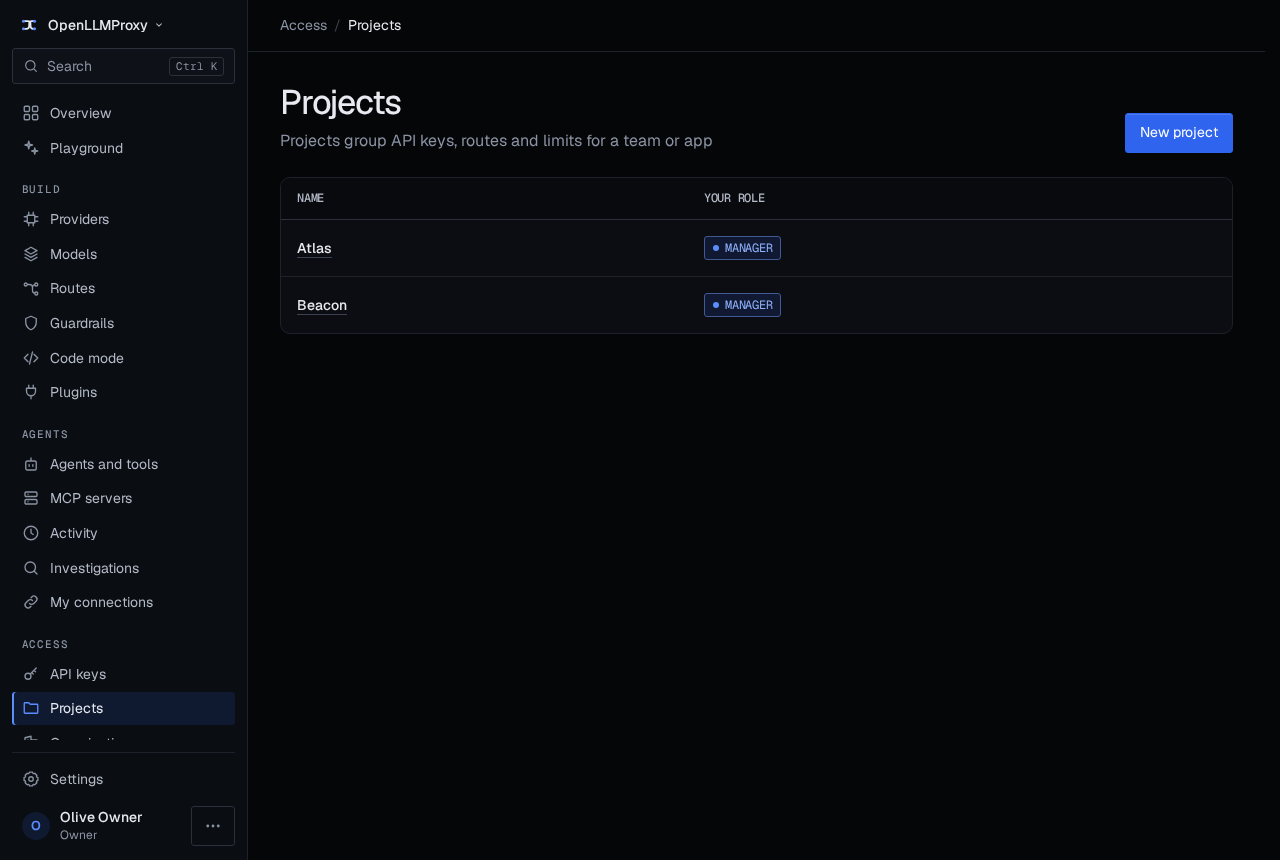 OpenLLMProxy
Search
Ctrl K
Overview
Playground
BUILD
Providers
Models
Routes
Guardrails
Code mode
Plugins
AGENTS
Agents and tools
MCP servers
Activity
Investigations
My connections
ACCESS
API keys
Projects
Settings
O
Olive Owner
Owner
Access / Projects
Projects
Projects group API keys, routes and limits for a team or app
New project
NAME YOUR ROLE
Atlas MANAGER
Beacon MANAGER